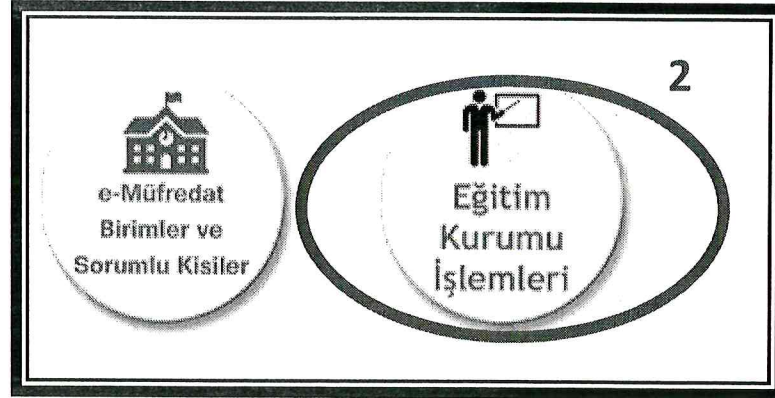 2
e-Müfredat
Birimler ve
Sorumlu Kisiler
Eğitim
Kurumu
İşlemleri